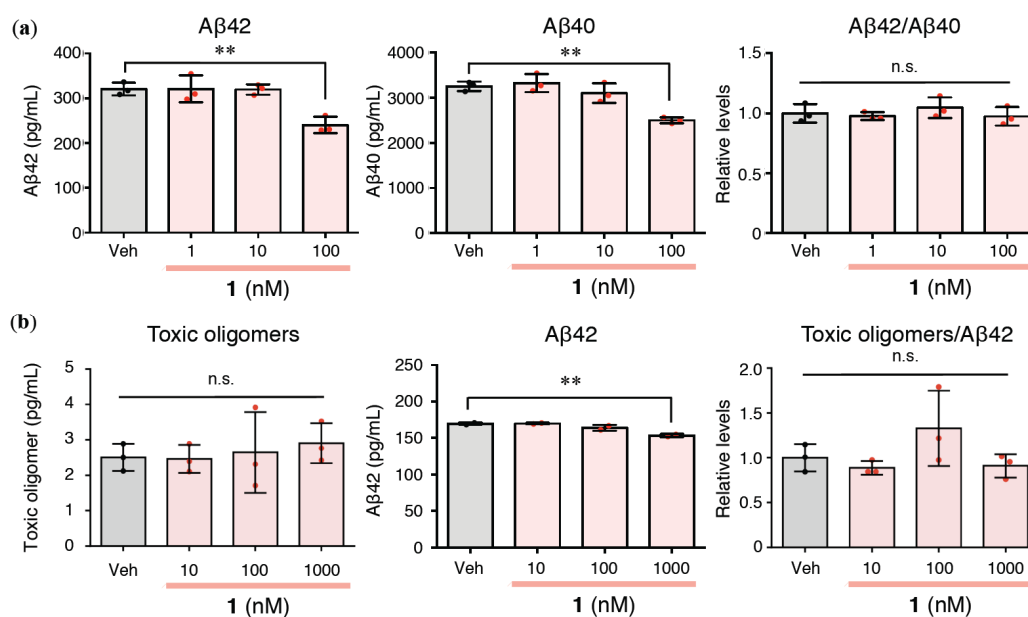 (a)
Aβ42
Aβ42 (pg/mL)
400
300
200
100
0
**
Veh
1
10
100
1 (nM)
Aβ40
Aβ40 (pg/mL)
4000
3000
2000
1000
0
**
Veh
1
10
100
1 (nM)
Aβ42/Aβ40
Relative levels
1.5
1.0
0.5
0
n.s.
Veh
1
10
100
1 (nM)
(b)
Toxic oligomers
Toxic oligomer (pg/mL)
5
4
3
2
1
0
n.s.
Veh
10
100
1000
1 (nM)
Aβ42
Aβ42 (pg/mL)
250
200
150
100
50
0
**
Veh
10
100
1000
1 (nM)
Toxic oligomers/Aβ42
Relative levels
2.0
1.5
1.0
0.5
0
n.s.
Veh
10
100
1000
1 (nM)